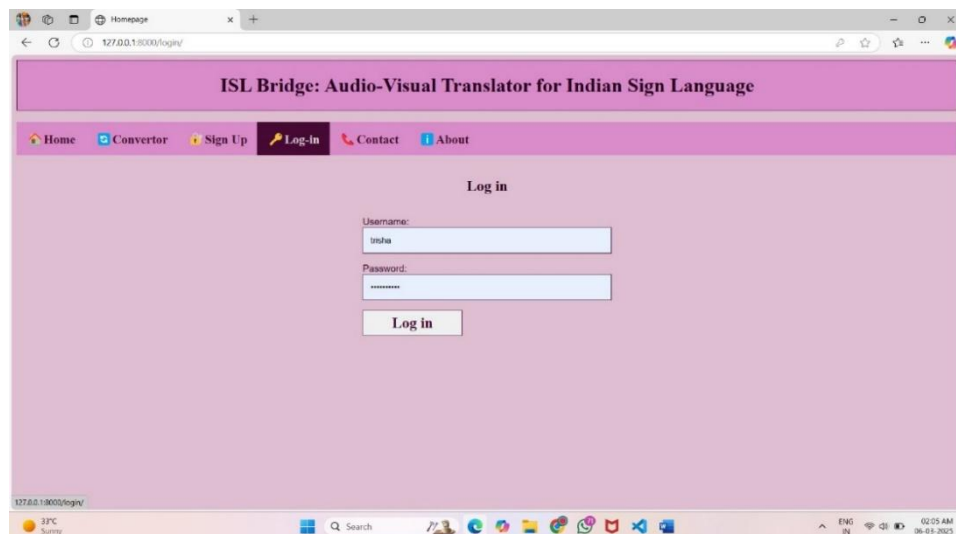 Homepage
127.0.0.1:8000/login/
ISL Bridge: Audio-Visual Translator for Indian Sign Language
Home Convertor Sign Up Log-in Contact About
Log in
Username:
trisha
Password:
••••••••••
Log in
127.0.0.1:8000/login/
33°C
Sunny
Search
ENG
IN
02:05 AM
06-03-2025